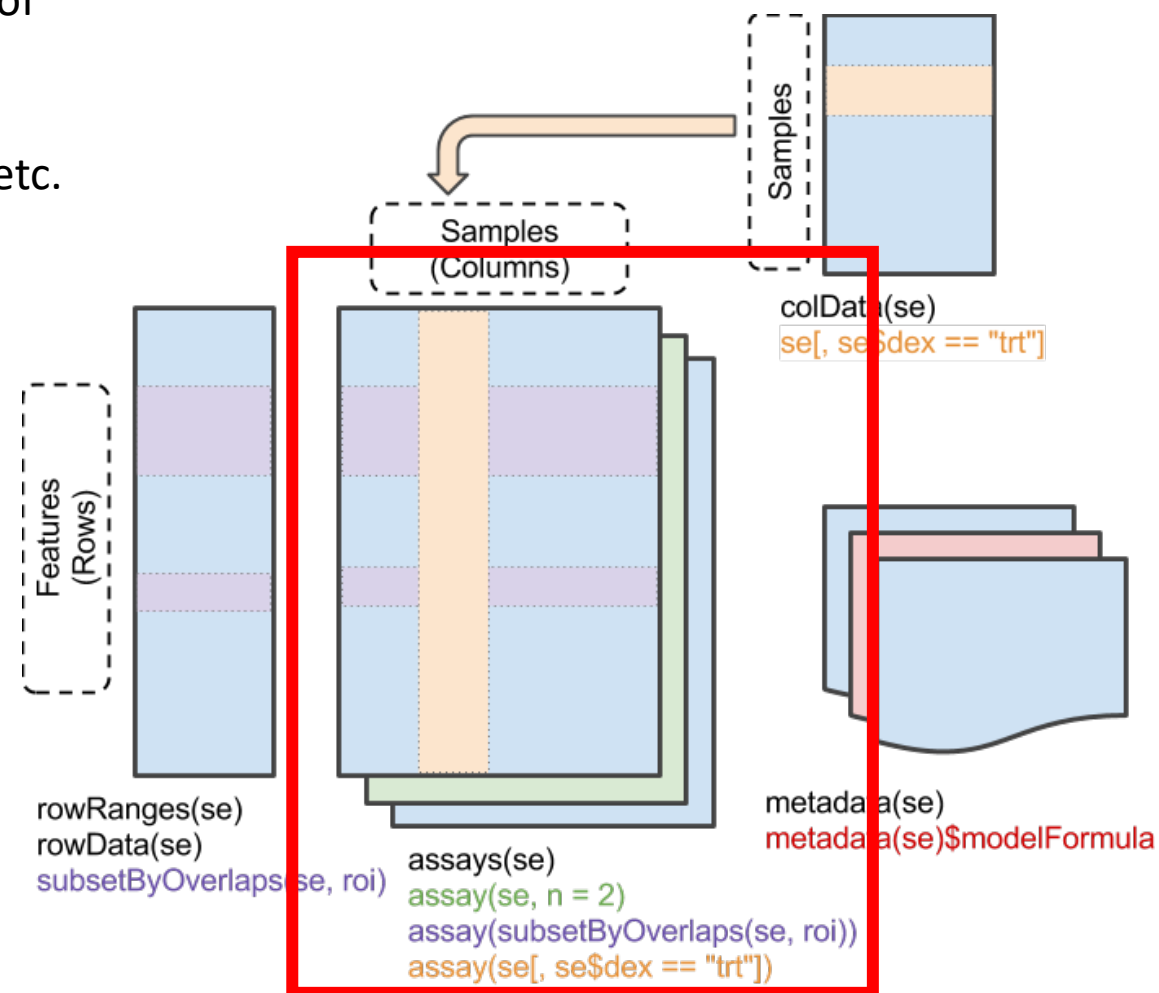 of
etc.
Samples
Samples
(Columns)
colData(se)
se[, se$dex == "trt"]
Features
(Rows)
rowRanges(se)
rowData(se)
subsetByOverlaps(se, roi)
assays(se)
assay(se, n = 2)
assay(subsetByOverlaps(se, roi))
assay(se[, se$dex == "trt"])
metadata(se)
metadata(se)$modelFormula